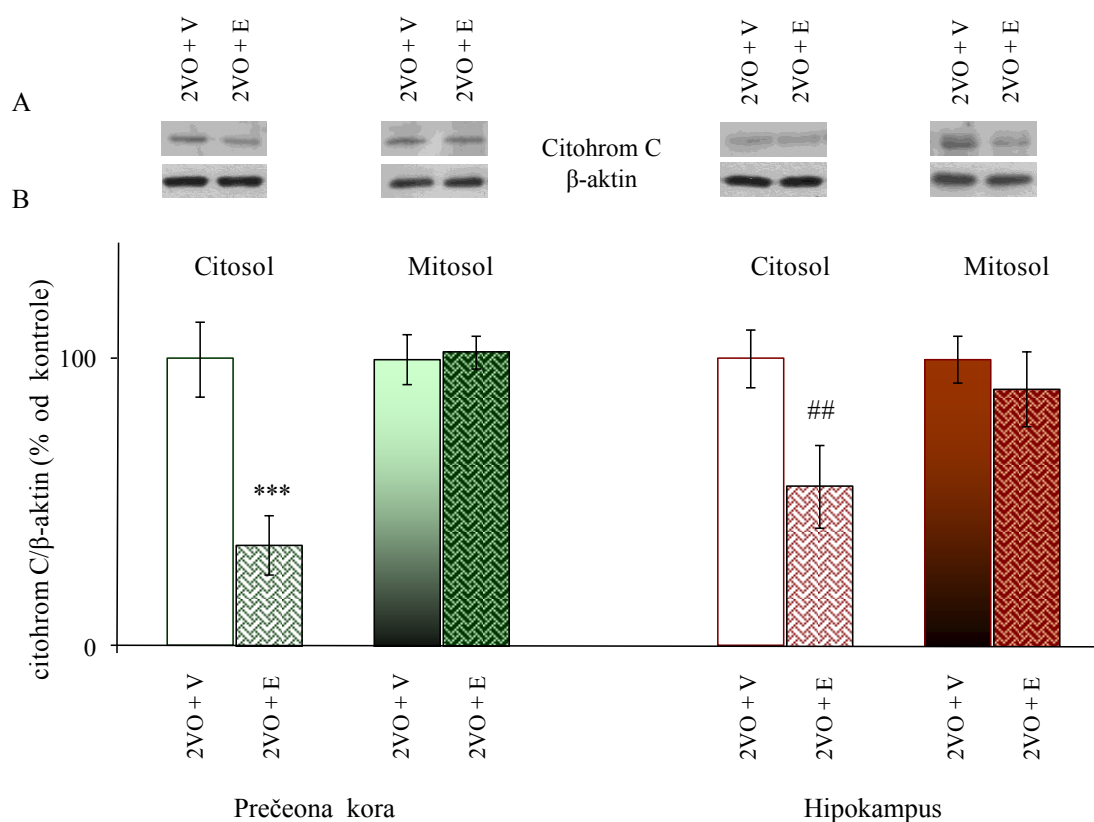 2VO + V 2VO + E 2VO + V 2VO + E 2VO + V 2VO + E 2VO + V 2VO + E
A
Citohrom C
β-aktin
B
Citosol Mitosol Citosol Mitosol
citohrom C/β-aktin (% od kontrole)
100
***
##
0
2VO + V 2VO + E 2VO + V 2VO + E 2VO + V 2VO + E 2VO + V 2VO + E
Prečeona kora Hipokampus